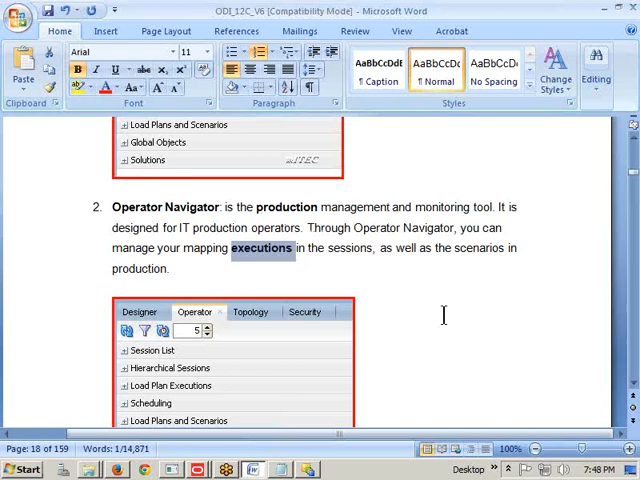 ODI_12C_V6 [Compatibility Mode] - Microsoft Word
Home Insert Page Layout References Mailings Review View Acrobat
Paste
Clipboard
Arial 11
Font
Paragraph
AaBbCcDc AaBbCcDc AaBbCcDc
¶ Caption ¶ Normal No Spacing
Change Styles
Styles
Editing
Load Plans and Scenarios
Global Objects
Solutions
mITEC
2. Operator Navigator: is the production management and monitoring tool. It is
designed for IT production operators. Through Operator Navigator, you can
manage your mapping executions in the sessions, as well as the scenarios in
production.
Designer Operator Topology Security
5
Session List
Hierarchical Sessions
Load Plan Executions
Scheduling
Load Plans and Scenarios
Page: 18 of 159 Words: 1/14,871 100%
Start Desktop 7:48 PM